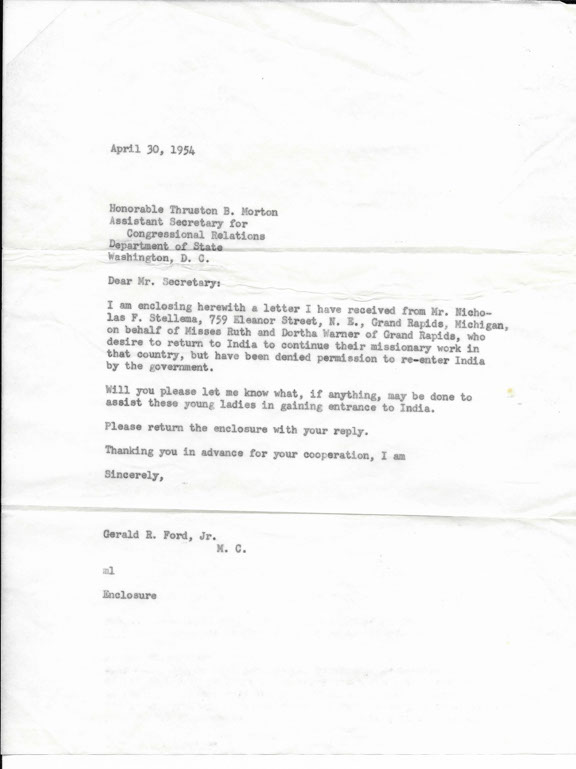 April 30, 1954
Honorable Thruston B. Morton
Assistant Secretary for
Congressional Relations
Department of State
Washington, D. C.
Dear Mr. Secretary:
I am enclosing herewith a letter I have received from Mr. Nicho-
las F. Stellema, 759 Eleanor Street, N. E., Grand Rapids, Michigan,
on behalf of Misses Ruth and Dortha Warner of Grand Rapids, who
desire to return to India to continue their missionary work in
that country, but have been denied permission to re-enter India
by the government.
Will you please let me know what, if anything, may be done to
assist these young ladies in gaining entrance to India.
Please return the enclosure with your reply.
Thanking you in advance for your cooperation, I am
Sincerely,
Gerald R. Ford, Jr.
M. C.
ml
Enclosure